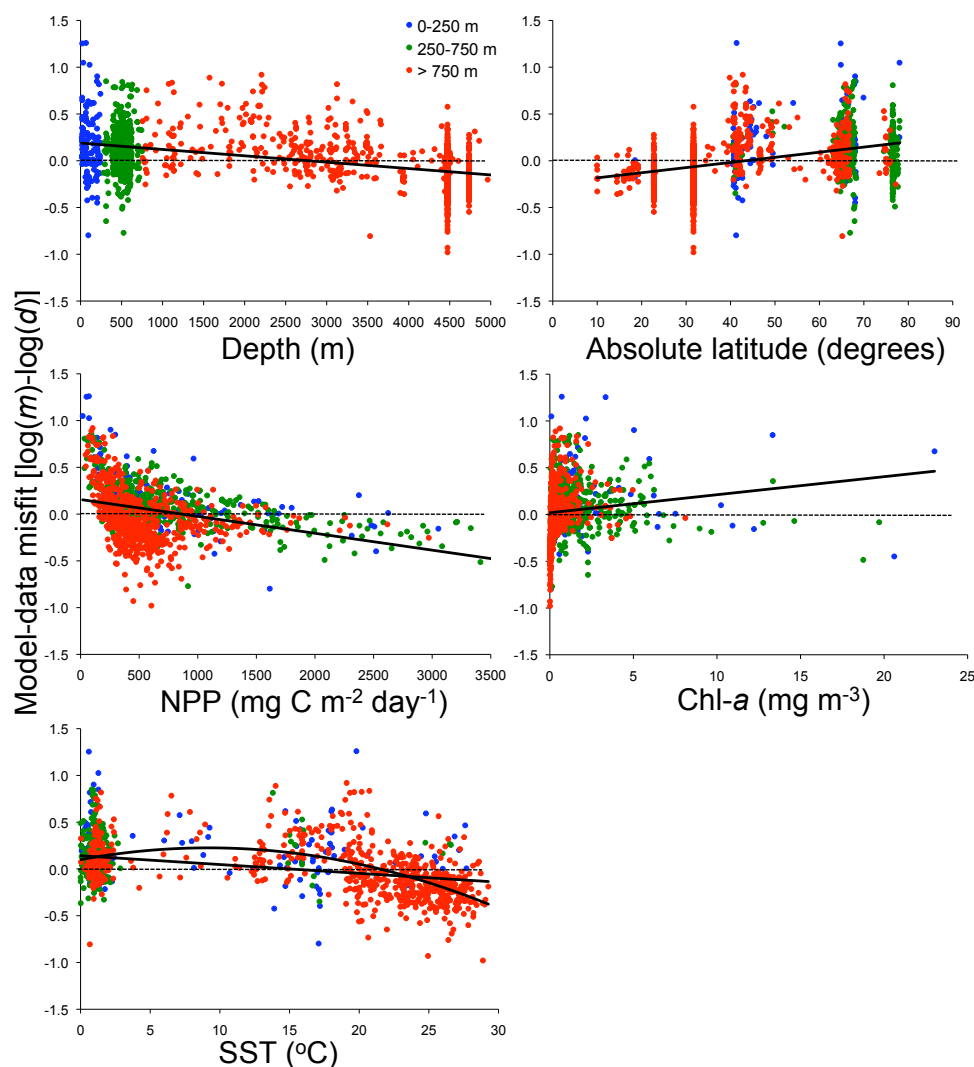 Model-data misfit [log(m)-log(d)]
1.5
1.0
0.5
0.0
-0.5
-1.0
-1.5
0 500 1000 1500 2000 2500 3000 3500 4000 4500 5000
Depth (m)
0-250 m
250-750 m
> 750 m
1.5
1.0
0.5
0.0
-0.5
-1.0
-1.5
0 10 20 30 40 50 60 70 80 90
Absolute latitude (degrees)
1.5
1.0
0.5
0.0
-0.5
-1.0
-1.5
0 500 1000 1500 2000 2500 3000 3500
NPP (mg C m-2 day-1)
1.5
1.0
0.5
0.0
-0.5
-1.0
-1.5
0 5 10 15 20 25
Chl-a (mg m-3)
1.5
1.0
0.5
0.0
-0.5
-1.0
-1.5
0 5 10 15 20 25 30
SST (oC)